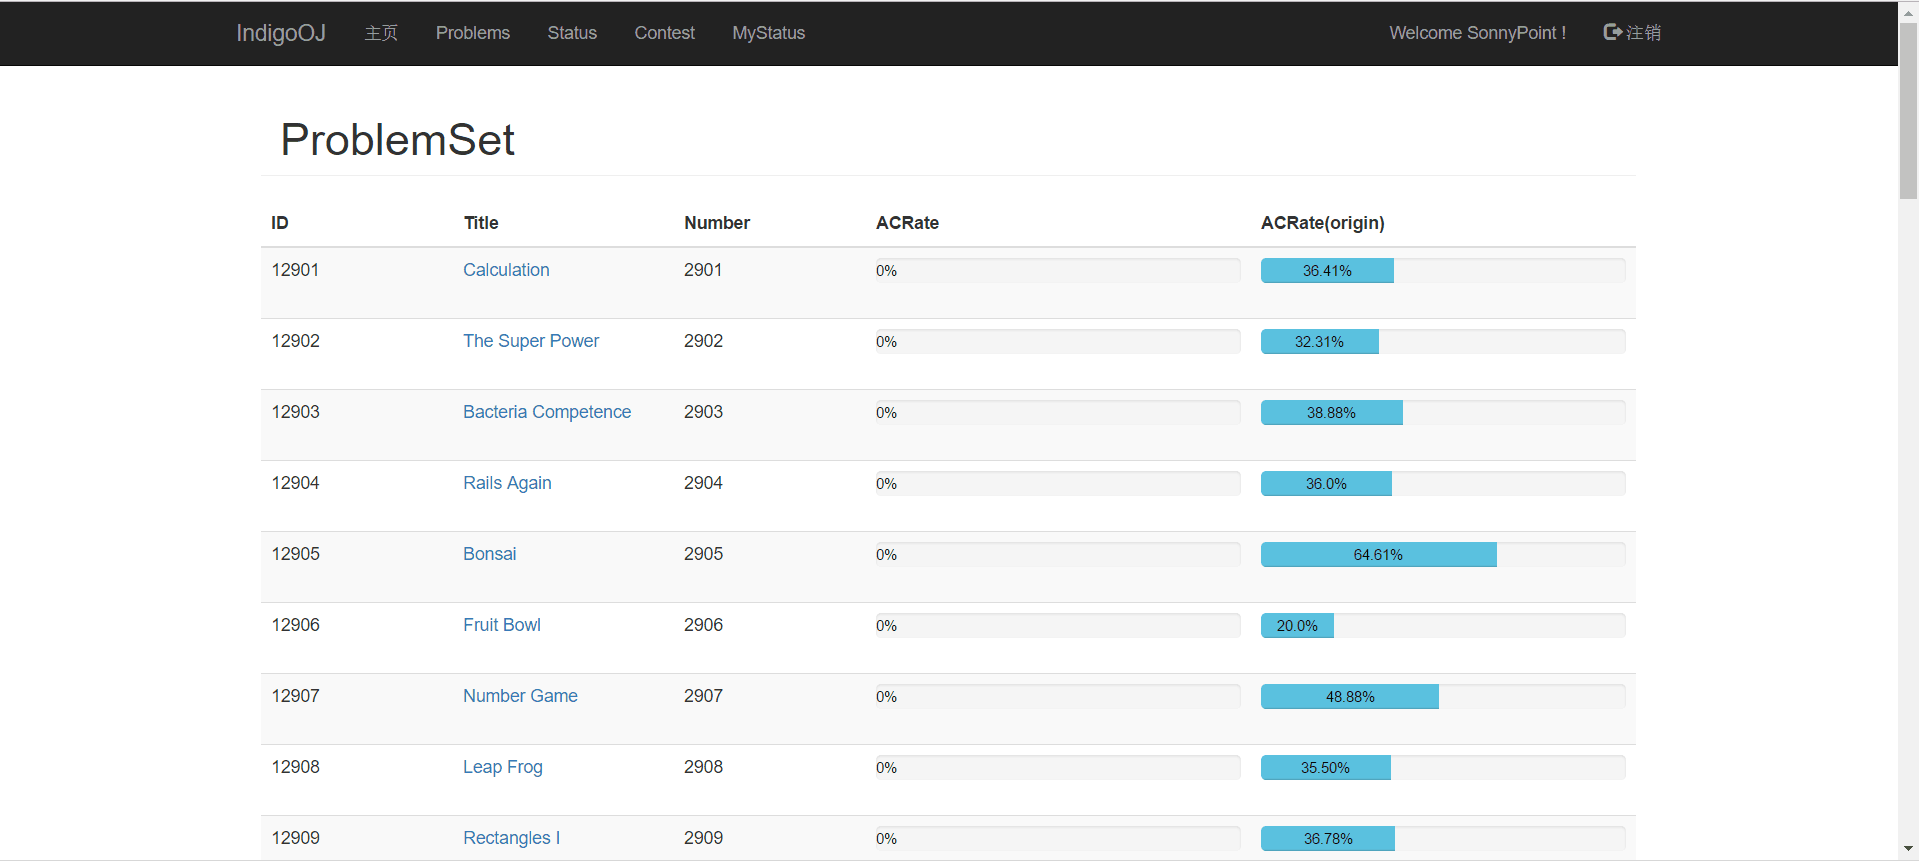 IndigoOJ 主页 Problems Status Contest MyStatus Welcome SonnyPoint ! 注销
ProblemSet
ID Title Number ACRate ACRate(origin)
12901 Calculation 2901 0% 36.41%
12902 The Super Power 2902 0% 32.31%
12903 Bacteria Competence 2903 0% 38.88%
12904 Rails Again 2904 0% 36.0%
12905 Bonsai 2905 0% 64.61%
12906 Fruit Bowl 2906 0% 20.0%
12907 Number Game 2907 0% 48.88%
12908 Leap Frog 2908 0% 35.50%
12909 Rectangles I 2909 0% 36.78%